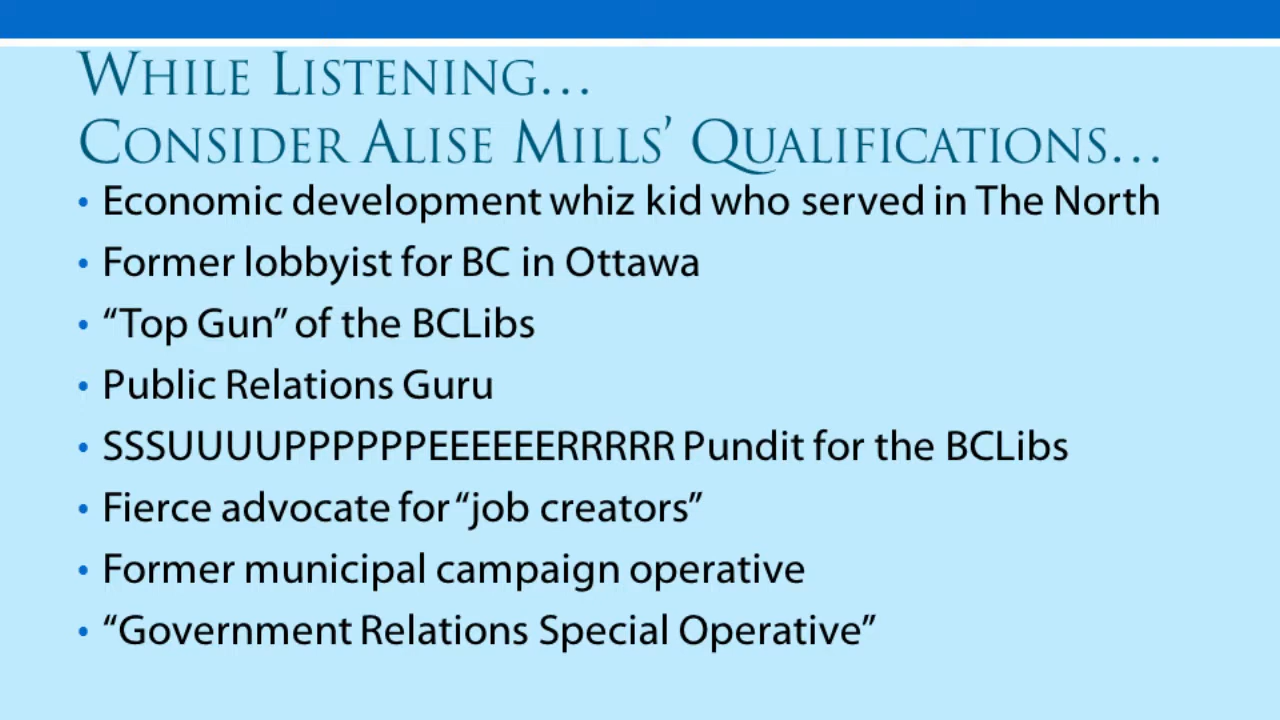 While Listening…
Consider Alise Mills’ Qualifications…
• Economic development whiz kid who served in The North
• Former lobbyist for BC in Ottawa
• “Top Gun” of the BCLibs
• Public Relations Guru
• SSSUUUUPPPPPPEEEEEERRRRR Pundit for the BCLibs
• Fierce advocate for “job creators”
• Former municipal campaign operative
• “Government Relations Special Operative”